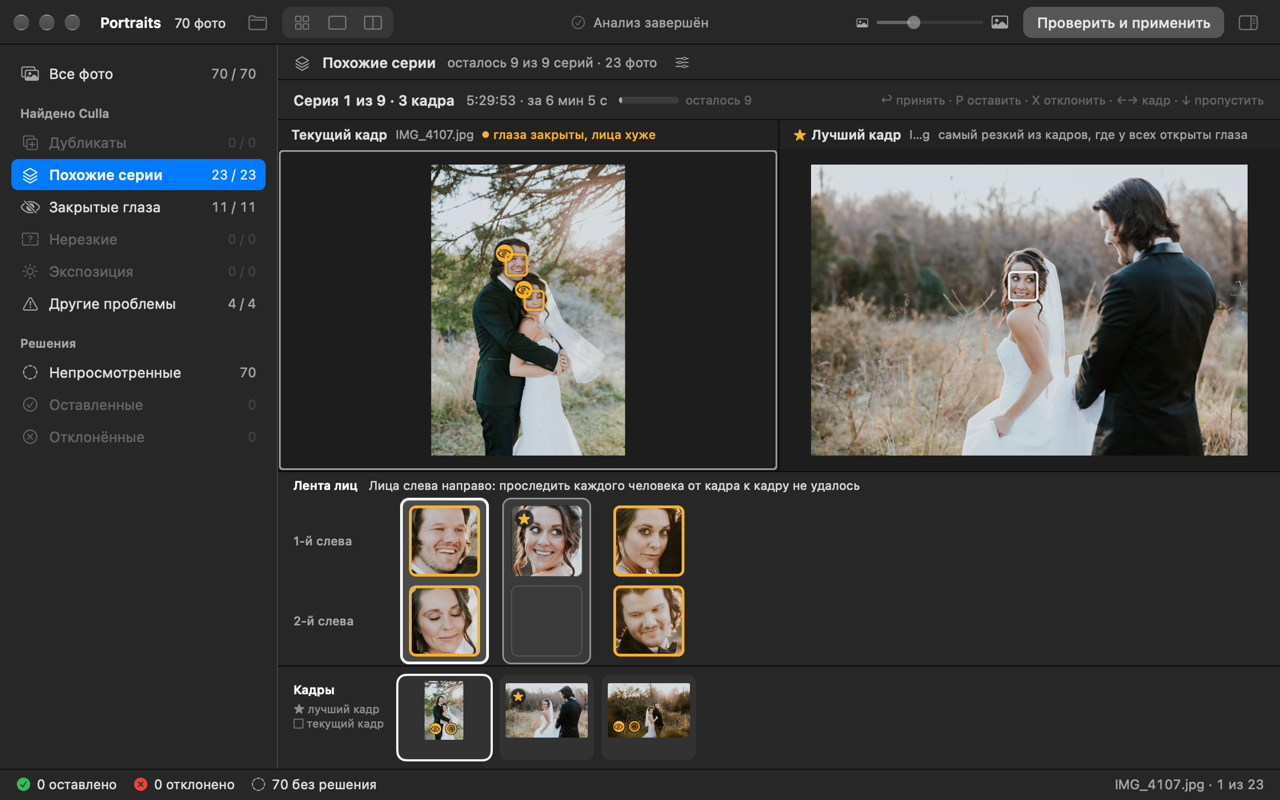 Portraits 70 фото
Анализ завершён
Проверить и применить
Все фото 70 / 70
Найдено Culla
Дубликаты 0 / 0
Похожие серии 23 / 23
Закрытые глаза 11 / 11
Нерезкие 0 / 0
Экспозиция 0 / 0
Другие проблемы 4 / 4
Решения
Непросмотренные 70
Оставленные 0
Отклонённые 0
Похожие серии осталось 9 из 9 серий · 23 фото
Серия 1 из 9 · 3 кадра 5:29:53 · за 6 мин 5 с осталось 9
↩ принять · P оставить · X отклонить · ←→ кадр · ↓ пропустить
Текущий кадр IMG_4107.jpg ● глаза закрыты, лица хуже
★ Лучший кадр I...g самый резкий из кадров, где у всех открыты глаза
Лента лиц Лица слева направо: проследить каждого человека от кадра к кадру не удалось
1-й слева
2-й слева
Кадры
★ лучший кадр
текущий кадр
0 оставлено 0 отклонено 70 без решения
IMG_4107.jpg · 1 из 23